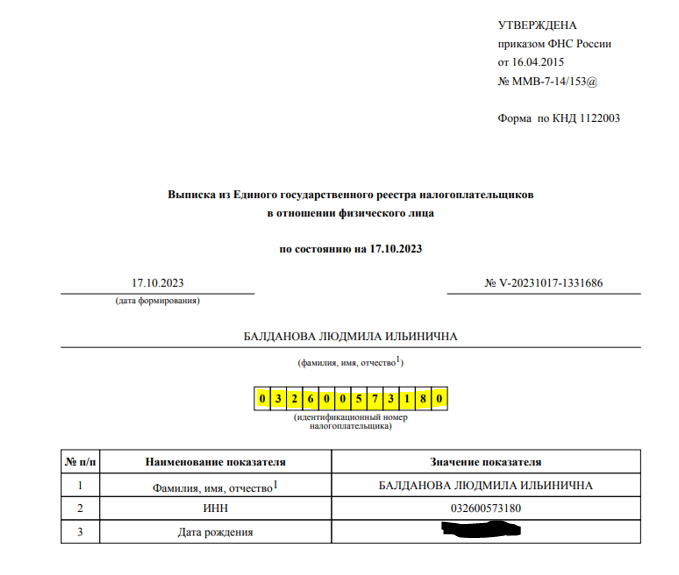 УТВЕРЖДЕНА
приказом ФНС России
от 16.04.2015
№ ММВ-7-14/153@
Форма по КНД 1122003
Выписка из Единого государственного реестра налогоплательщиков
в отношении физического лица
по состоянию на 17.10.2023
17.10.2023
(дата формирования)
№ V-20231017-1331686
БАЛДАНОВА ЛЮДМИЛА ИЛЬИНИЧНА
(фамилия, имя, отчество1)
0 3 2 6 0 0 5 7 3 1 8 0
(идентификационный номер
налогоплательщика)
№ п/п Наименование показателя Значение показателя
1 Фамилия, имя, отчество1 БАЛДАНОВА ЛЮДМИЛА ИЛЬИНИЧНА
2 ИНН 032600573180
3 Дата рождения